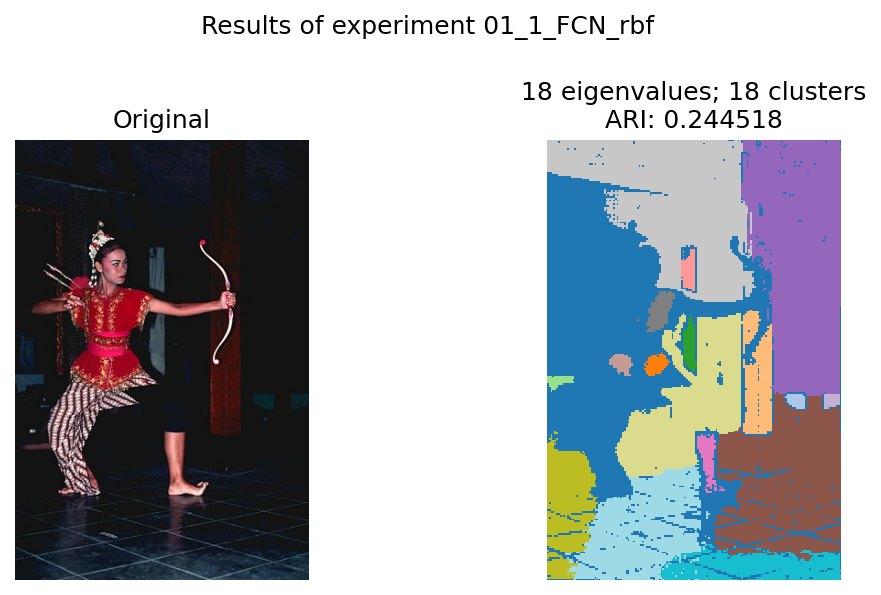 Results of experiment 01_1_FCN_rbf
Original
18 eigenvalues; 18 clusters
ARI: 0.244518